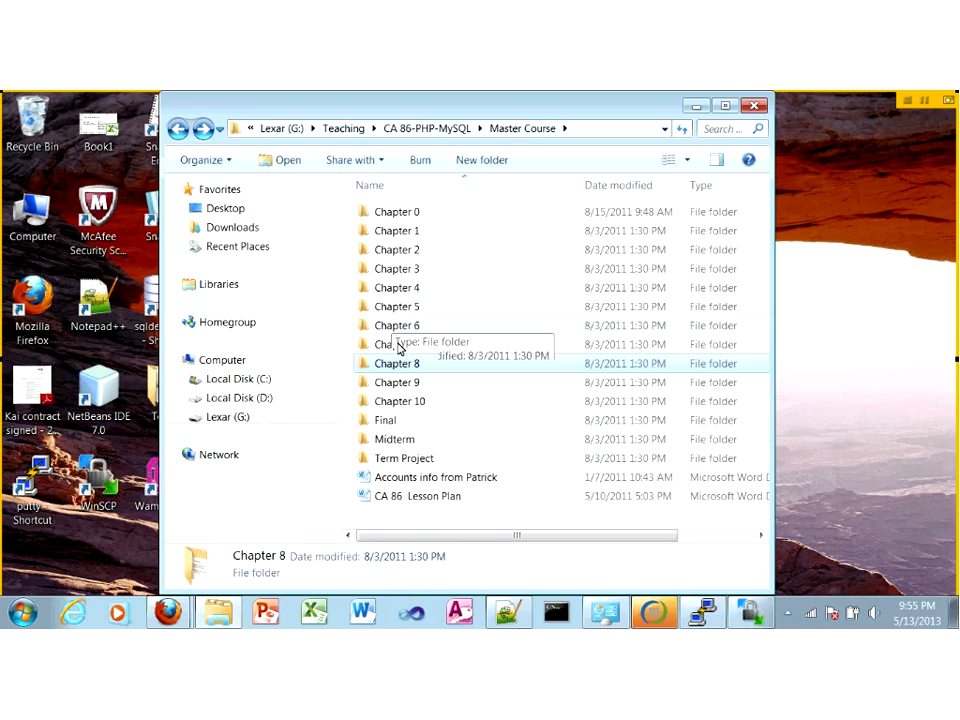 « Lexar (G:) Teaching CA 86-PHP-MySQL Master Course
Search ...
Organize Open Share with Burn New folder
Name Date modified Type
Favorites
Desktop
Downloads
Recent Places
Libraries
Homegroup
Computer
Local Disk (C:)
Local Disk (D:)
Lexar (G:)
Network
Chapter 0 8/15/2011 9:48 AM File folder
Chapter 1 8/3/2011 1:30 PM File folder
Chapter 2 8/3/2011 1:30 PM File folder
Chapter 3 8/3/2011 1:30 PM File folder
Chapter 4 8/3/2011 1:30 PM File folder
Chapter 5 8/3/2011 1:30 PM File folder
Chapter 6 8/3/2011 1:30 PM File folder
Cha 8/3/2011 1:30 PM File folder
Type: File folder
dified: 8/3/2011 1:30 PM
Chapter 8 8/3/2011 1:30 PM File folder
Chapter 9 8/3/2011 1:30 PM File folder
Chapter 10 8/3/2011 1:30 PM File folder
Final 8/3/2011 1:30 PM File folder
Midterm 8/3/2011 1:30 PM File folder
Term Project 8/3/2011 1:30 PM File folder
Accounts info from Patrick 1/7/2011 10:43 AM Microsoft Word D
CA 86 Lesson Plan 5/10/2011 5:03 PM Microsoft Word D
Chapter 8 Date modified: 8/3/2011 1:30 PM
File folder
Recycle Bin
Book1
Computer
McAfee
Security Sc...
Mozilla
Firefox
Notepad++
sqlde
Kai contract
signed - 2...
NetBeans IDE
7.0
putty -
Shortcut
WinSCP
Wam
9:55 PM
5/13/2013